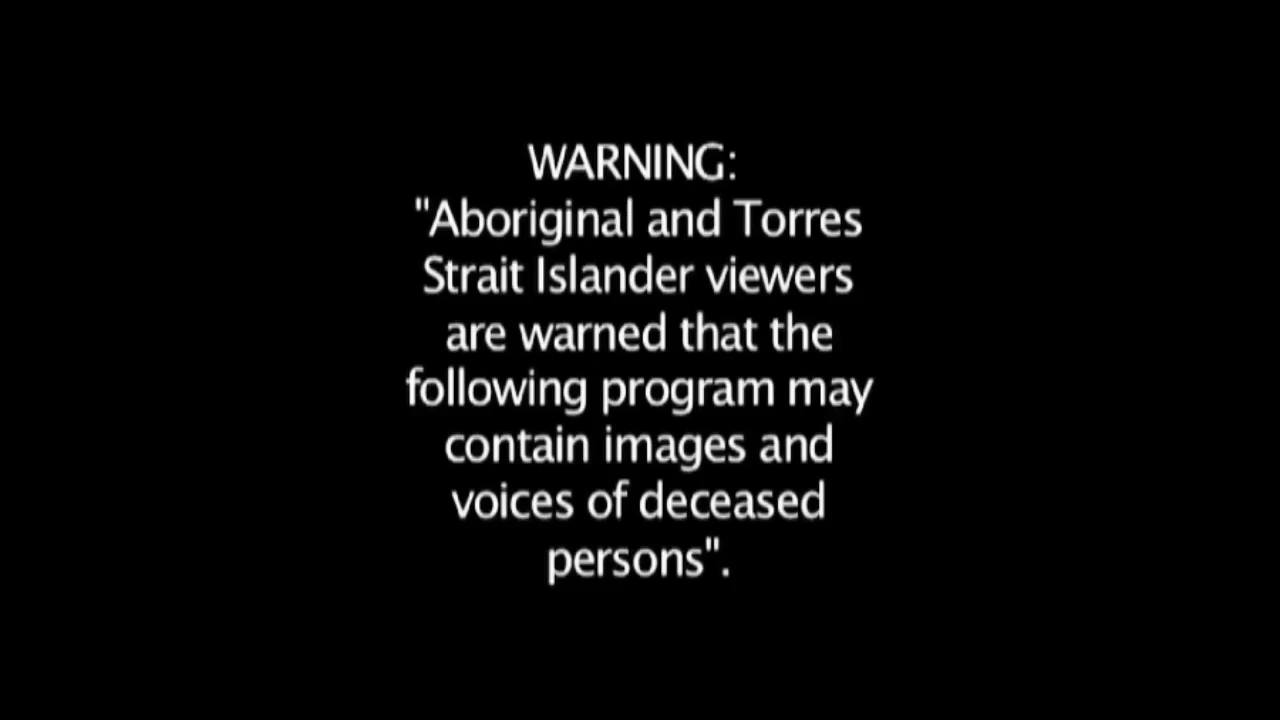 WARNING:
"Aboriginal and Torres
Strait Islander viewers
are warned that the
following program may
contain images and
voices of deceased
persons".